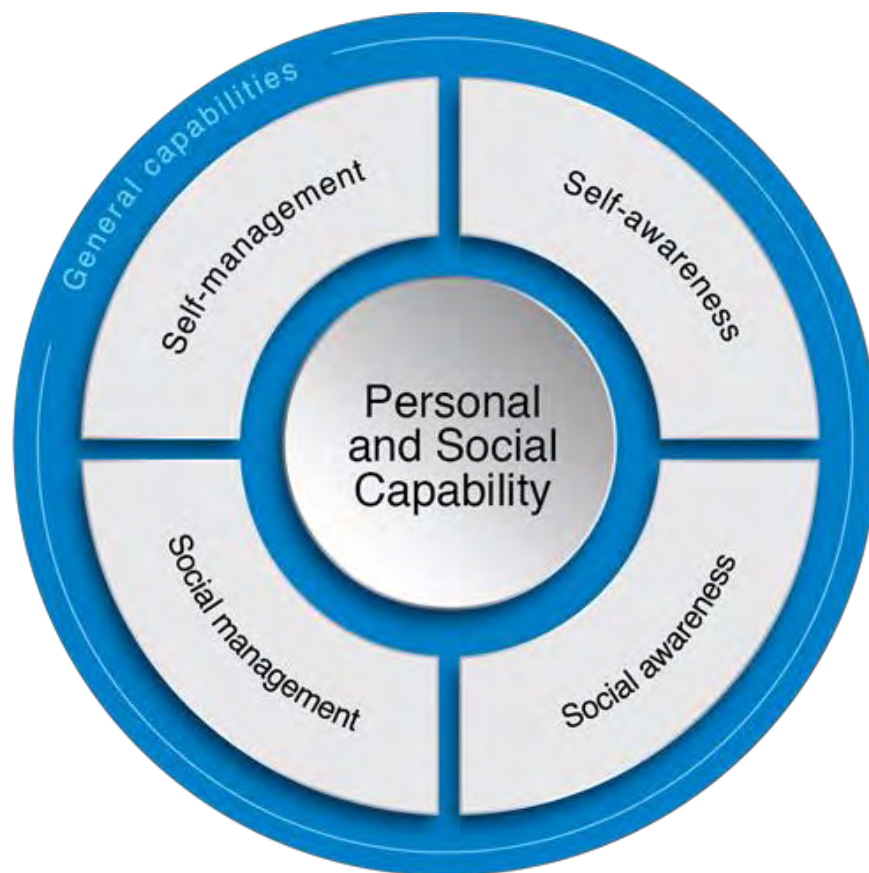 General capabilities
Self-management
Self-awareness
Personal
and Social
Capability
Social management
Social awareness